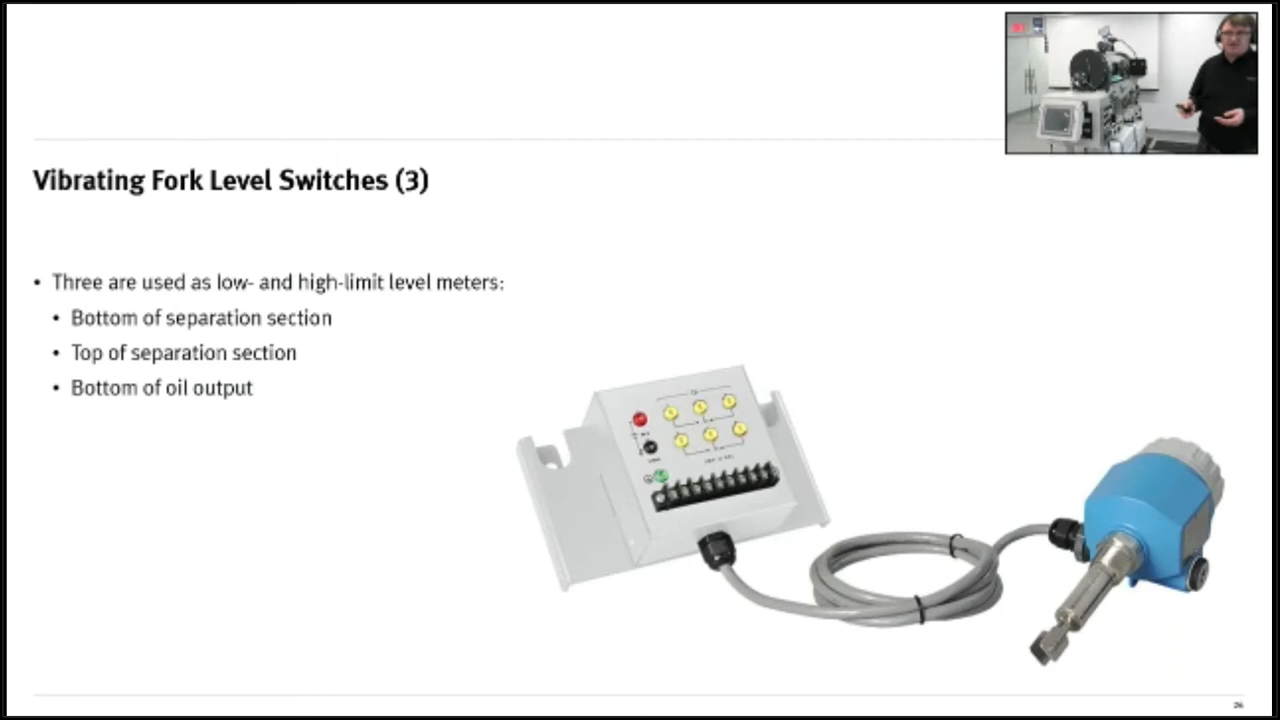 Vibrating Fork Level Switches (3)
• Three are used as low- and high-limit level meters:
• Bottom of separation section
• Top of separation section
• Bottom of oil output
26